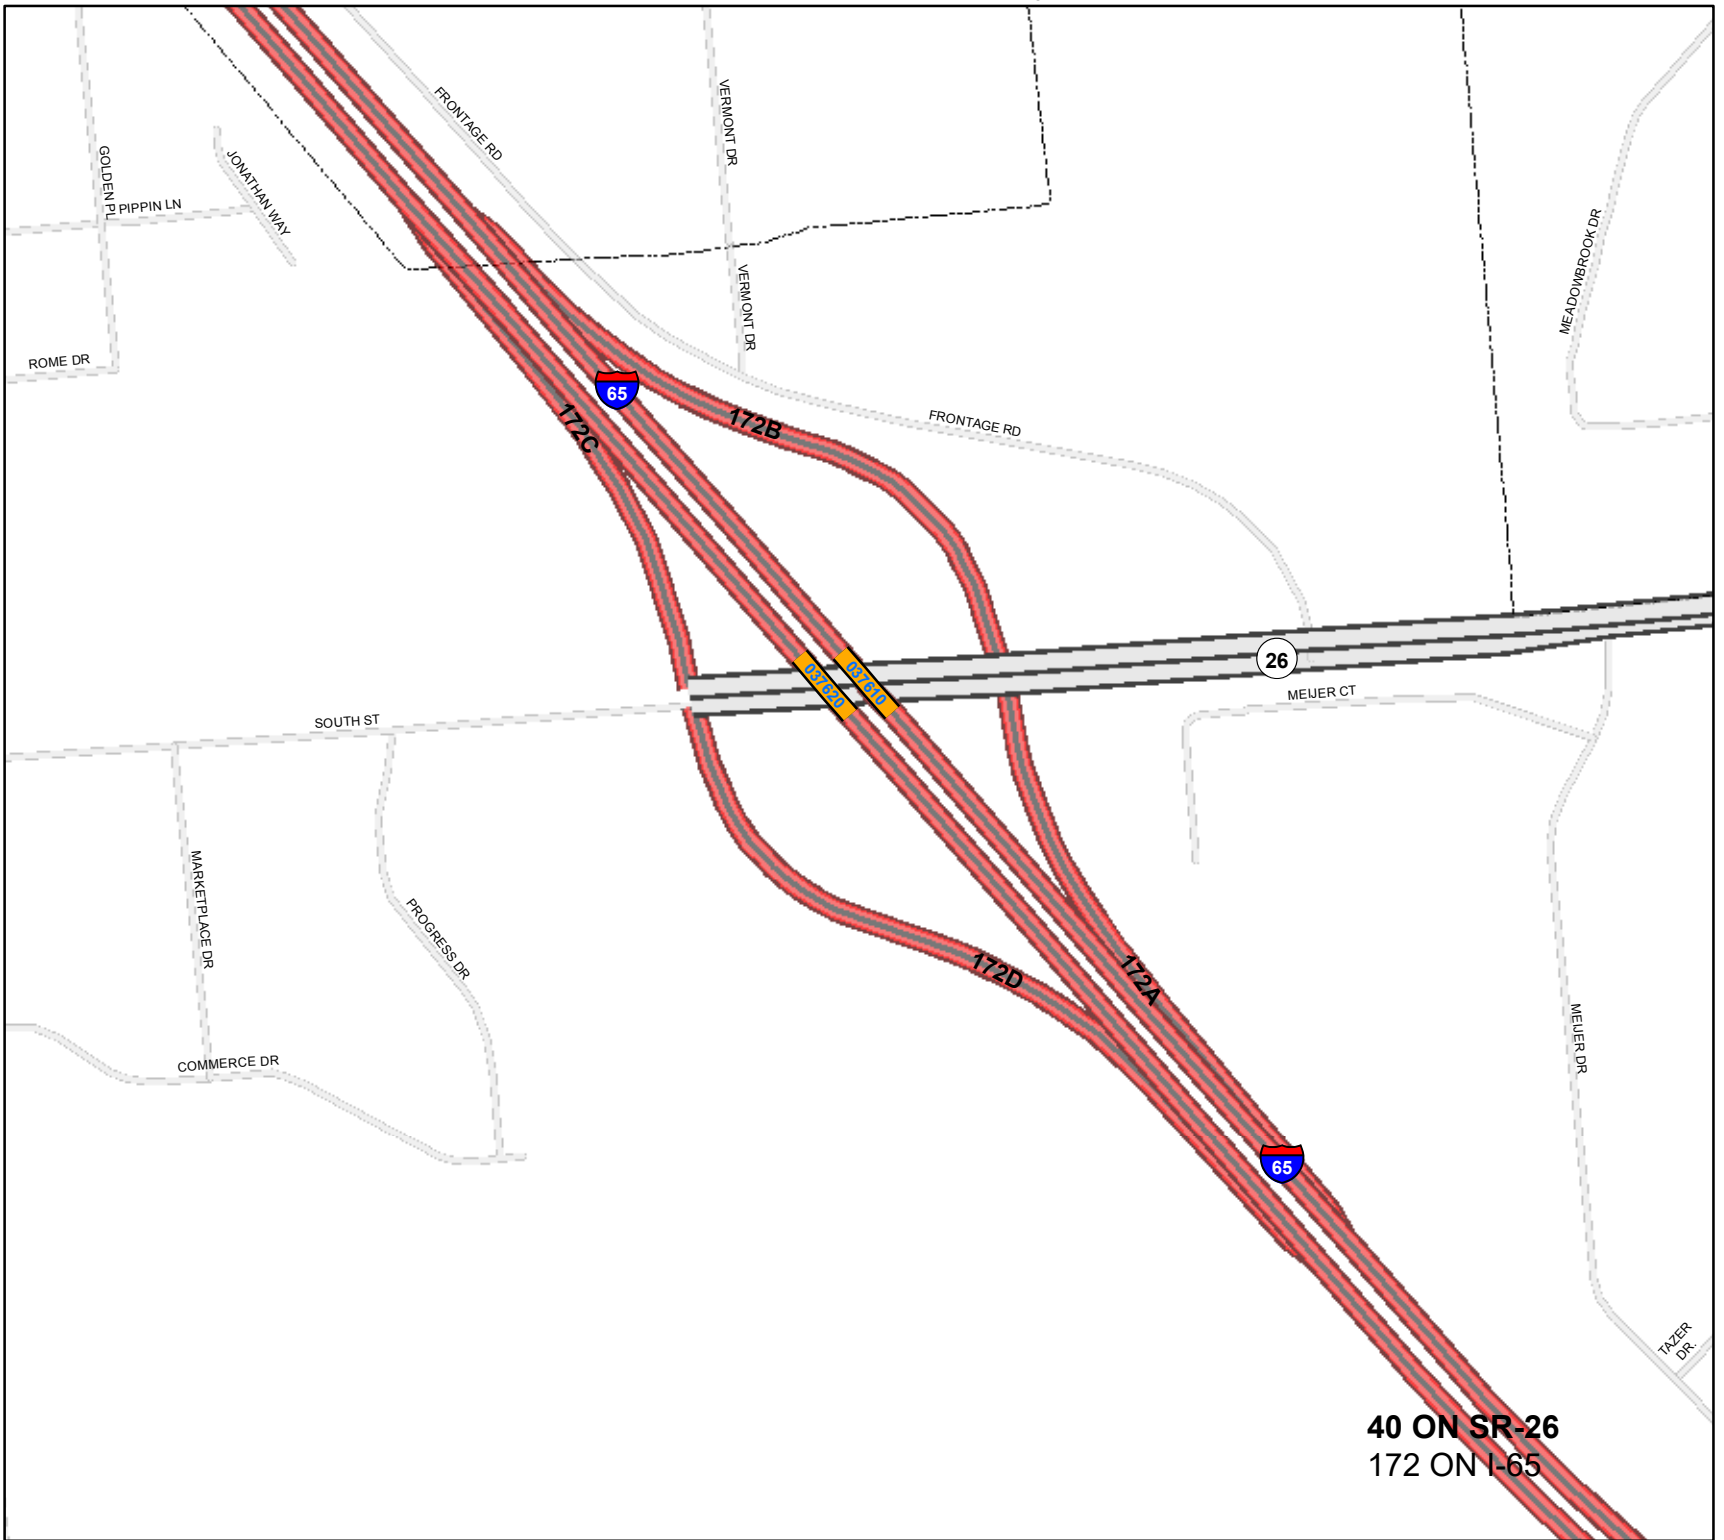 FRONTAGE RD
VERMONT DR
GOLDEN PL
JONATHAN WAY
PIPPIN LN
MEADOWBROOK DR
VERMONT DR
ROME DR
65
172C
172B
FRONTAGE RD
037620
037610
26
MEIJER CT
SOUTH ST
MARKETPLACE DR
PROGRESS DR
172D
172A
MEIJER DR
COMMERCE DR
65
TAZER
DR.
40 ON SR-26
172 ON I-65